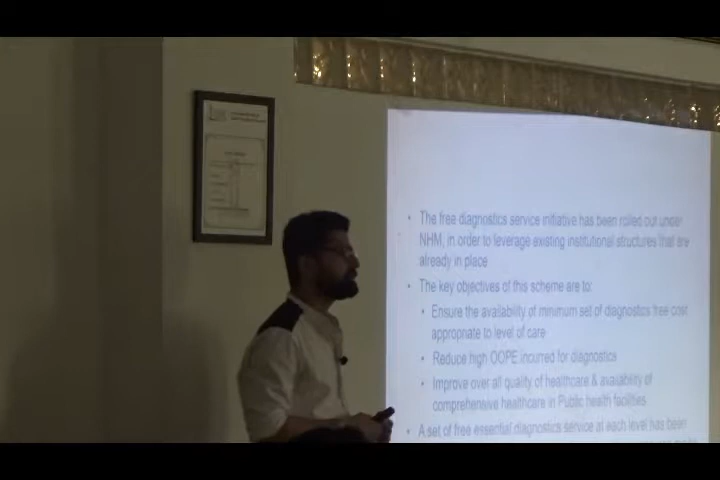 • The free diagnostics service initiative has been rolled out under
NHM, in order to leverage existing institutional structures that are
already in place
• The key objectives of this scheme are to:
• Ensure the availability of minimum set of diagnostics free cost
appropriate to level of care
• Reduce high OOPE incurred for diagnostics
• Improve over all quality of healthcare & availability of
comprehensive healthcare in Public health facilities
• A set of free essential diagnostics service at each level has been